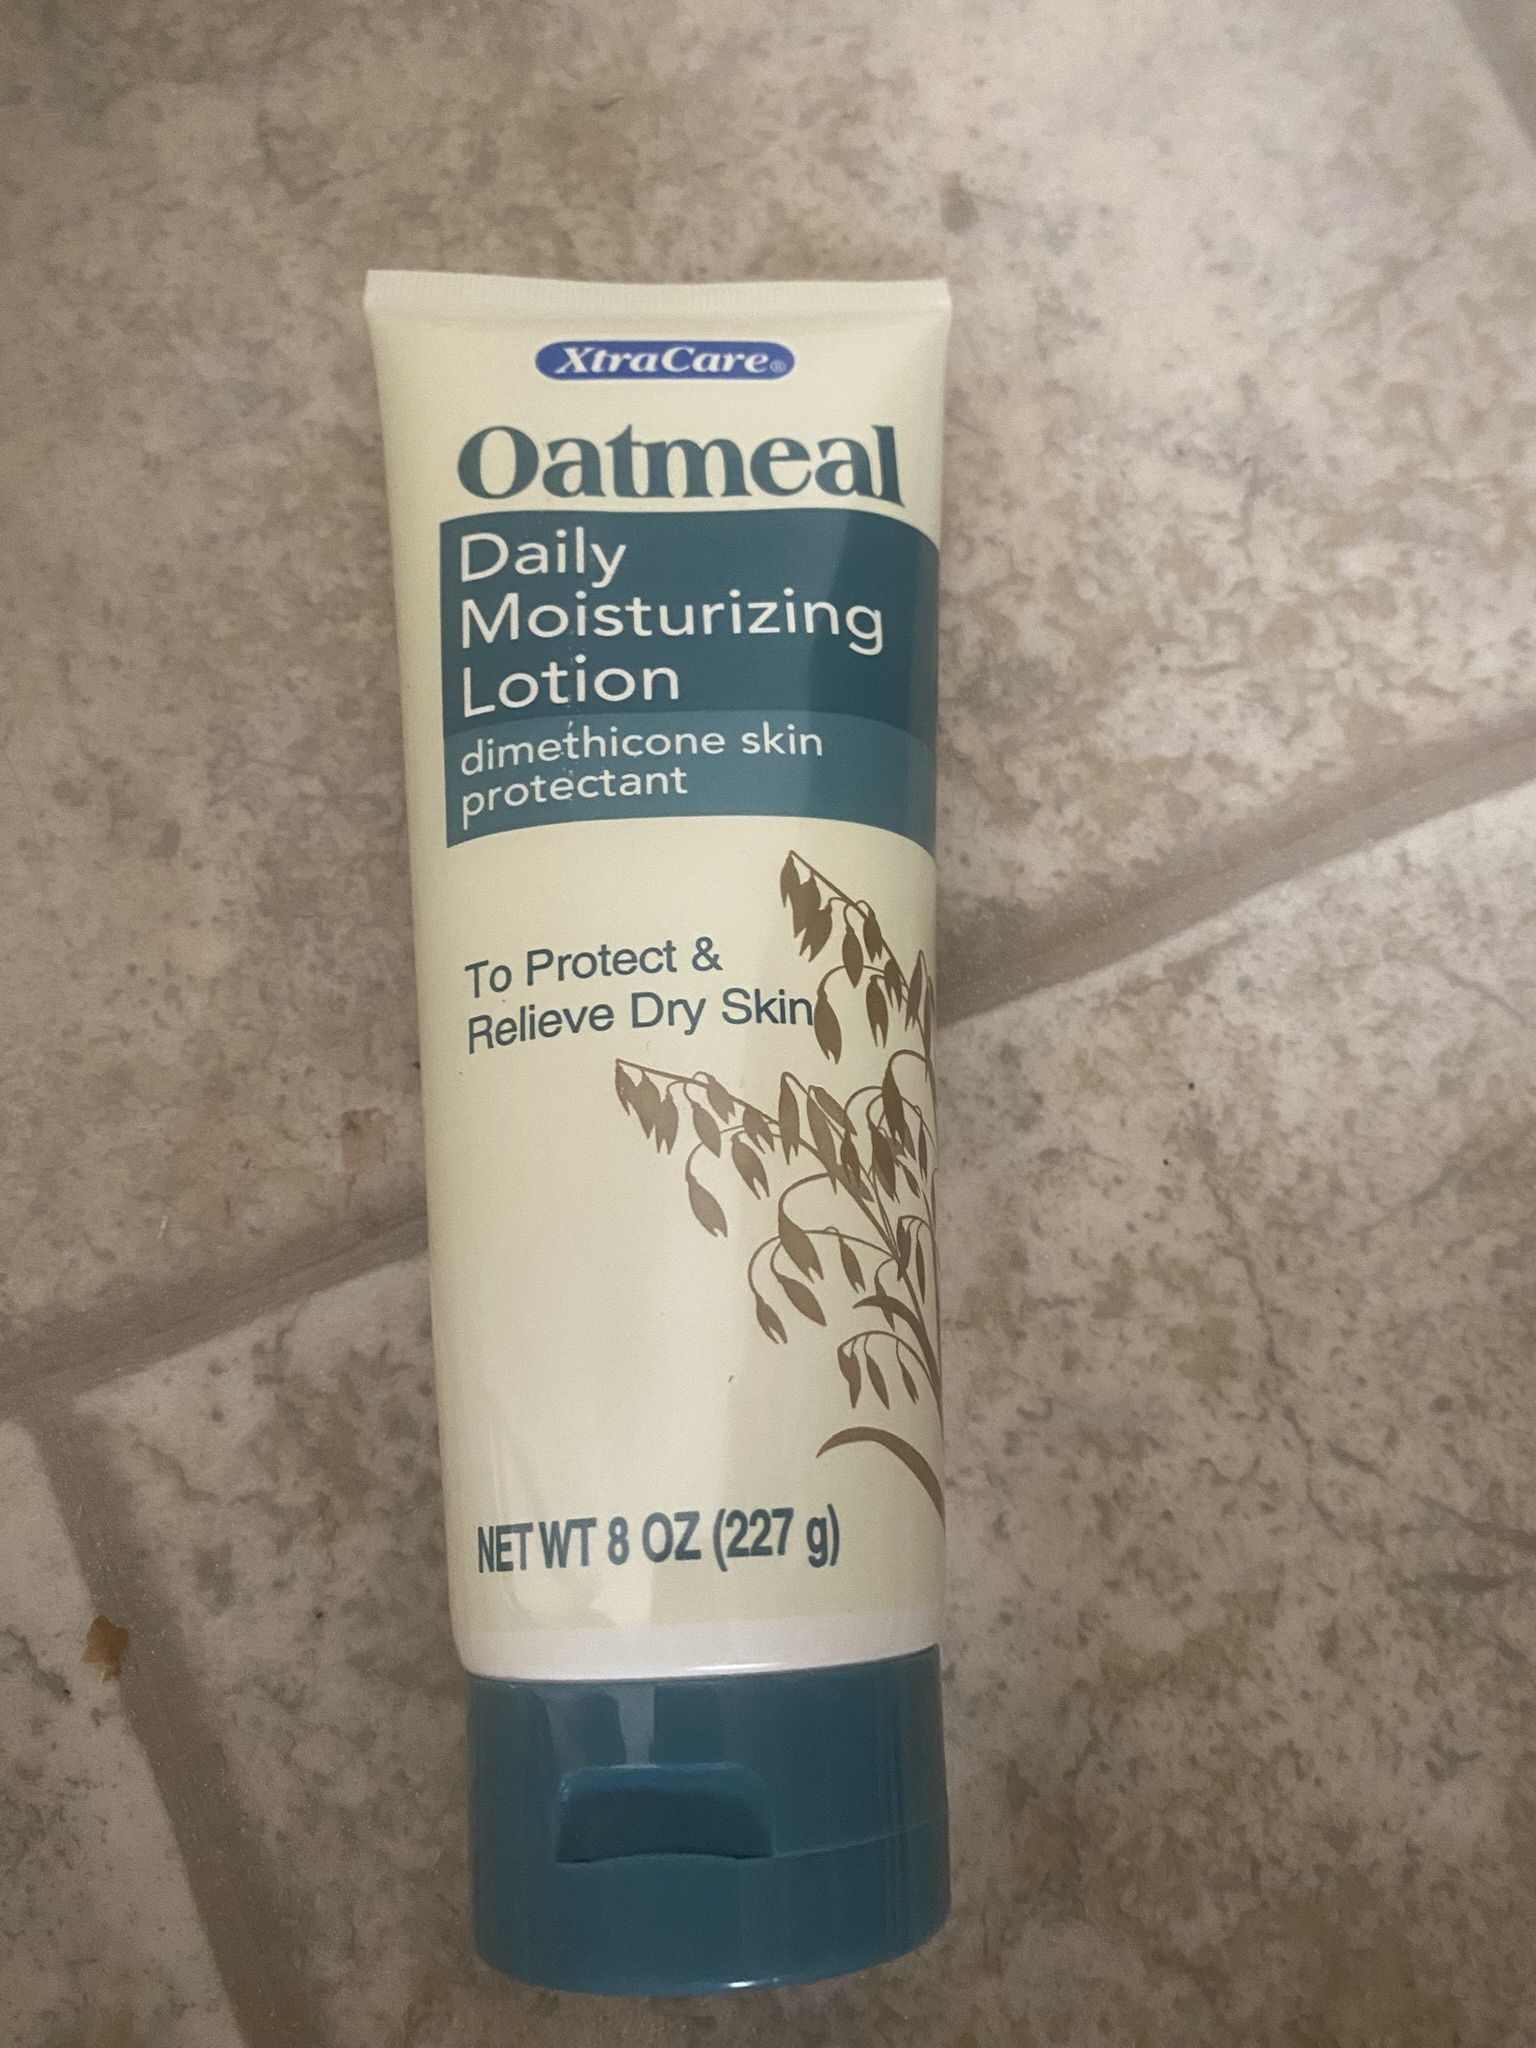 XtraCare®
Oatmeal
Daily
Moisturizing
Lotion
dimethicone skin
protectant
To Protect &
Relieve Dry Skin
NET WT 8 OZ (227 g)